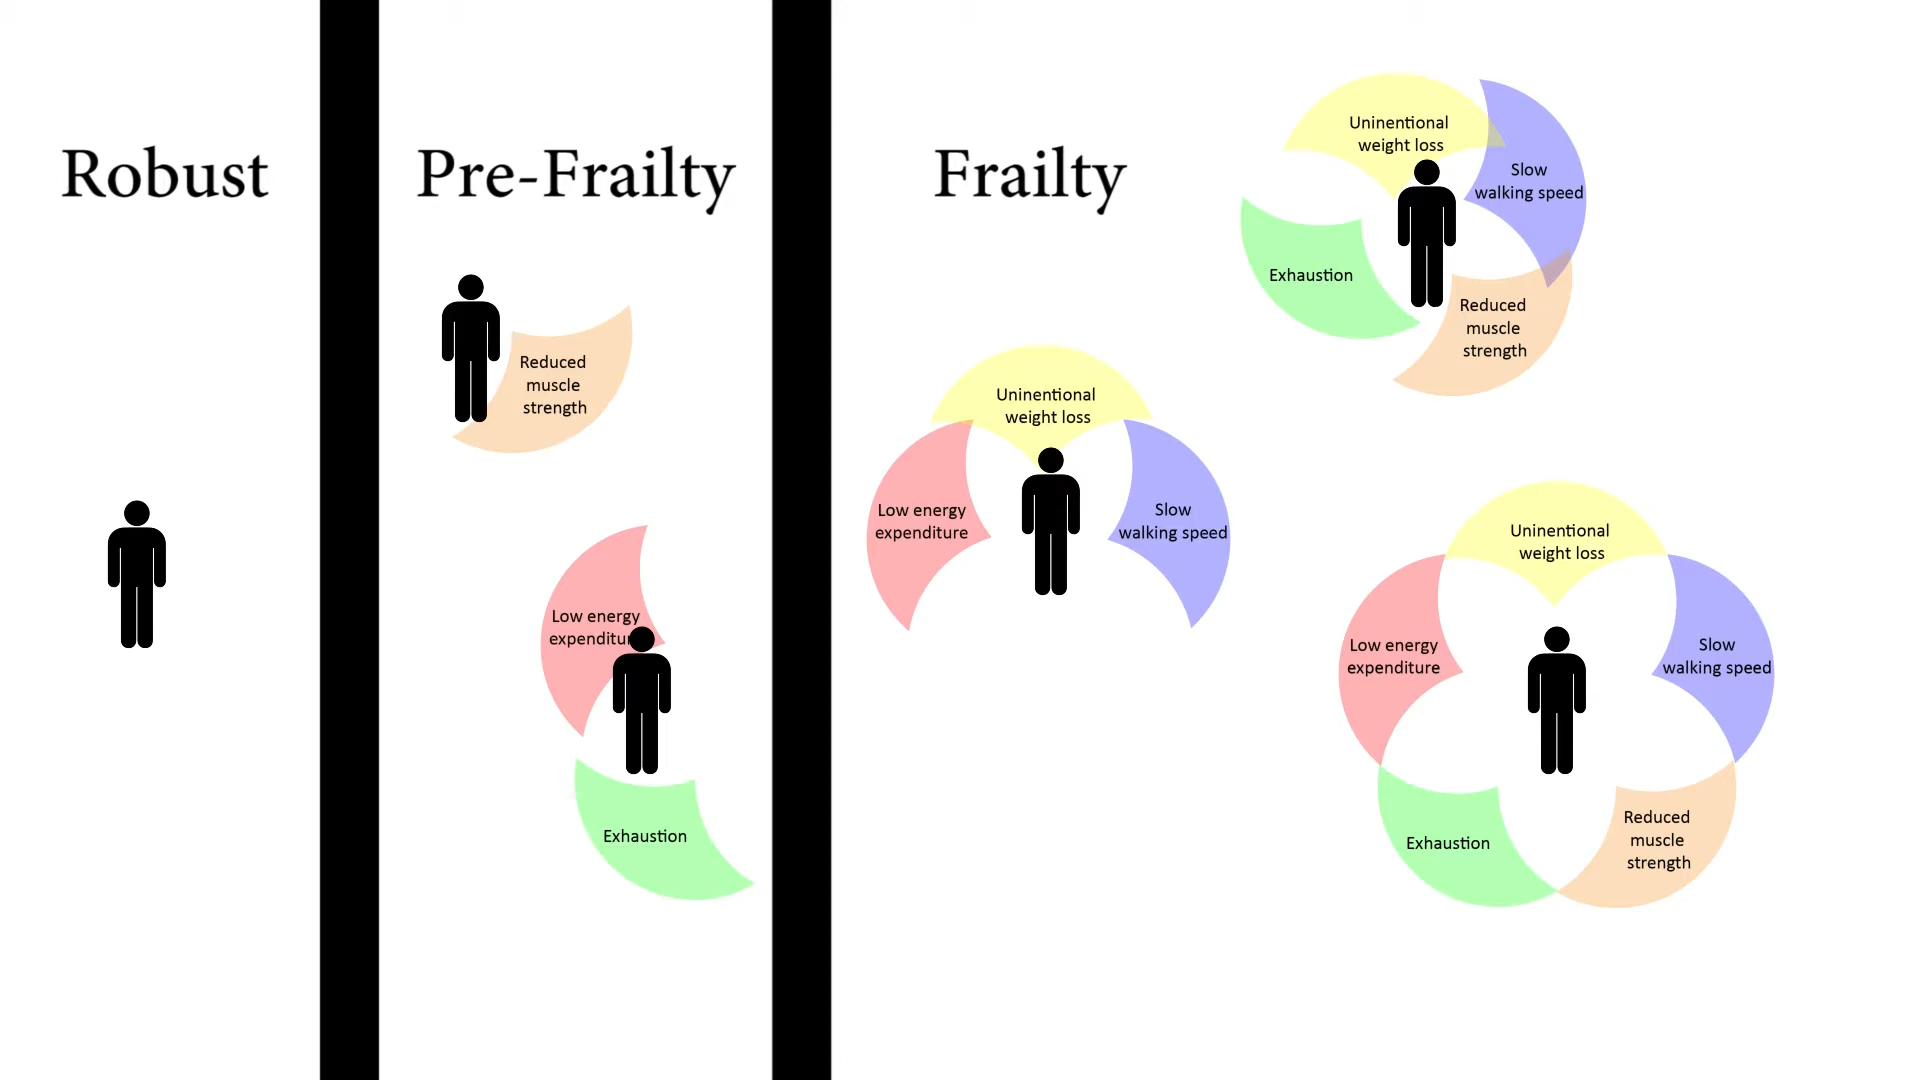 Robust
Pre-Frailty
Reduced
muscle
strength
Low energy
expenditu
Exhaustion
Frailty
Uninentional
weight loss
Slow
walking speed
Exhaustion
Reduced
muscle
strength
Uninentional
weight loss
Low energy
expenditure
Slow
walking speed
Uninentional
weight loss
Low energy
expenditure
Slow
walking speed
Exhaustion
Reduced
muscle
strength